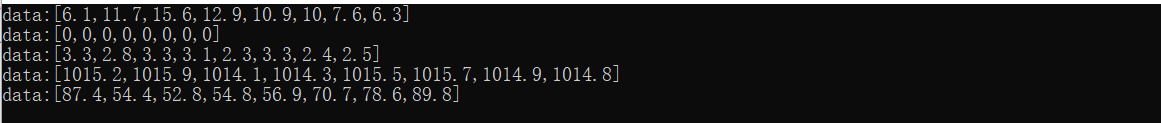 data:[6.1,11.7,15.6,12.9,10.9,10,7.6,6.3]
data:[0,0,0,0,0,0,0,0]
data:[3.3,2.8,3.3,3.1,2.3,3.3,2.4,2.5]
data:[1015.2,1015.9,1014.1,1014.3,1015.5,1015.7,1014.9,1014.8]
data:[87.4,54.4,52.8,54.8,56.9,70.7,78.6,89.8]